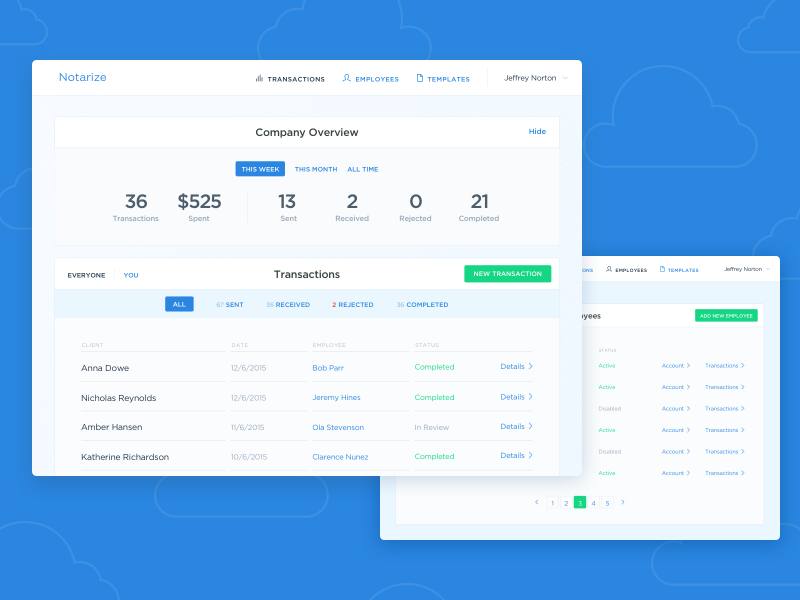 Notarize
TRANSACTIONS EMPLOYEES TEMPLATES Jeffrey Norton
Company Overview Hide
THIS WEEK THIS MONTH ALL TIME
36 $525 13 2 0 21
Transactions Spent Sent Received Rejected Completed
EVERYONE YOU Transactions NEW TRANSACTION
ALL 67 SENT 36 RECEIVED 2 REJECTED 36 COMPLETED
CLIENT DATE EMPLOYEE STATUS
Anna Dowe 12/6/2015 Bob Parr Completed Details
Nicholas Reynolds 12/6/2015 Jeremy Hines Completed Details
Amber Hansen 11/6/2015 Ola Stevenson In Review Details
Katherine Richardson 10/6/2015 Clarence Nunez Completed Details
EMPLOYEES TEMPLATES Jeffrey Norton
ADD NEW EMPLOYEE
STATUS
Active Account Transactions
Active Account Transactions
Disabled Account Transactions
Active Account Transactions
Disabled Account Transactions
Active Account Transactions
1 2 3 4 5